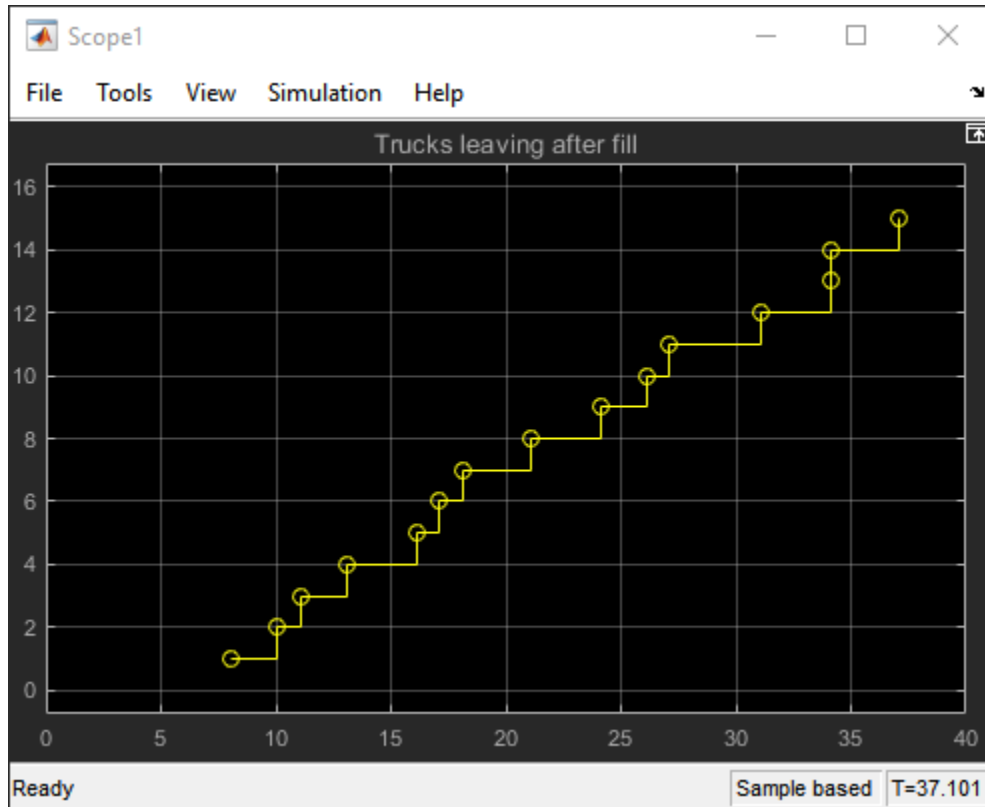 Scope1
File Tools View Simulation Help
Trucks leaving after fill
16
14
12
10
8
6
4
2
0
0 5 10 15 20 25 30 35 40
Ready Sample based T=37.101